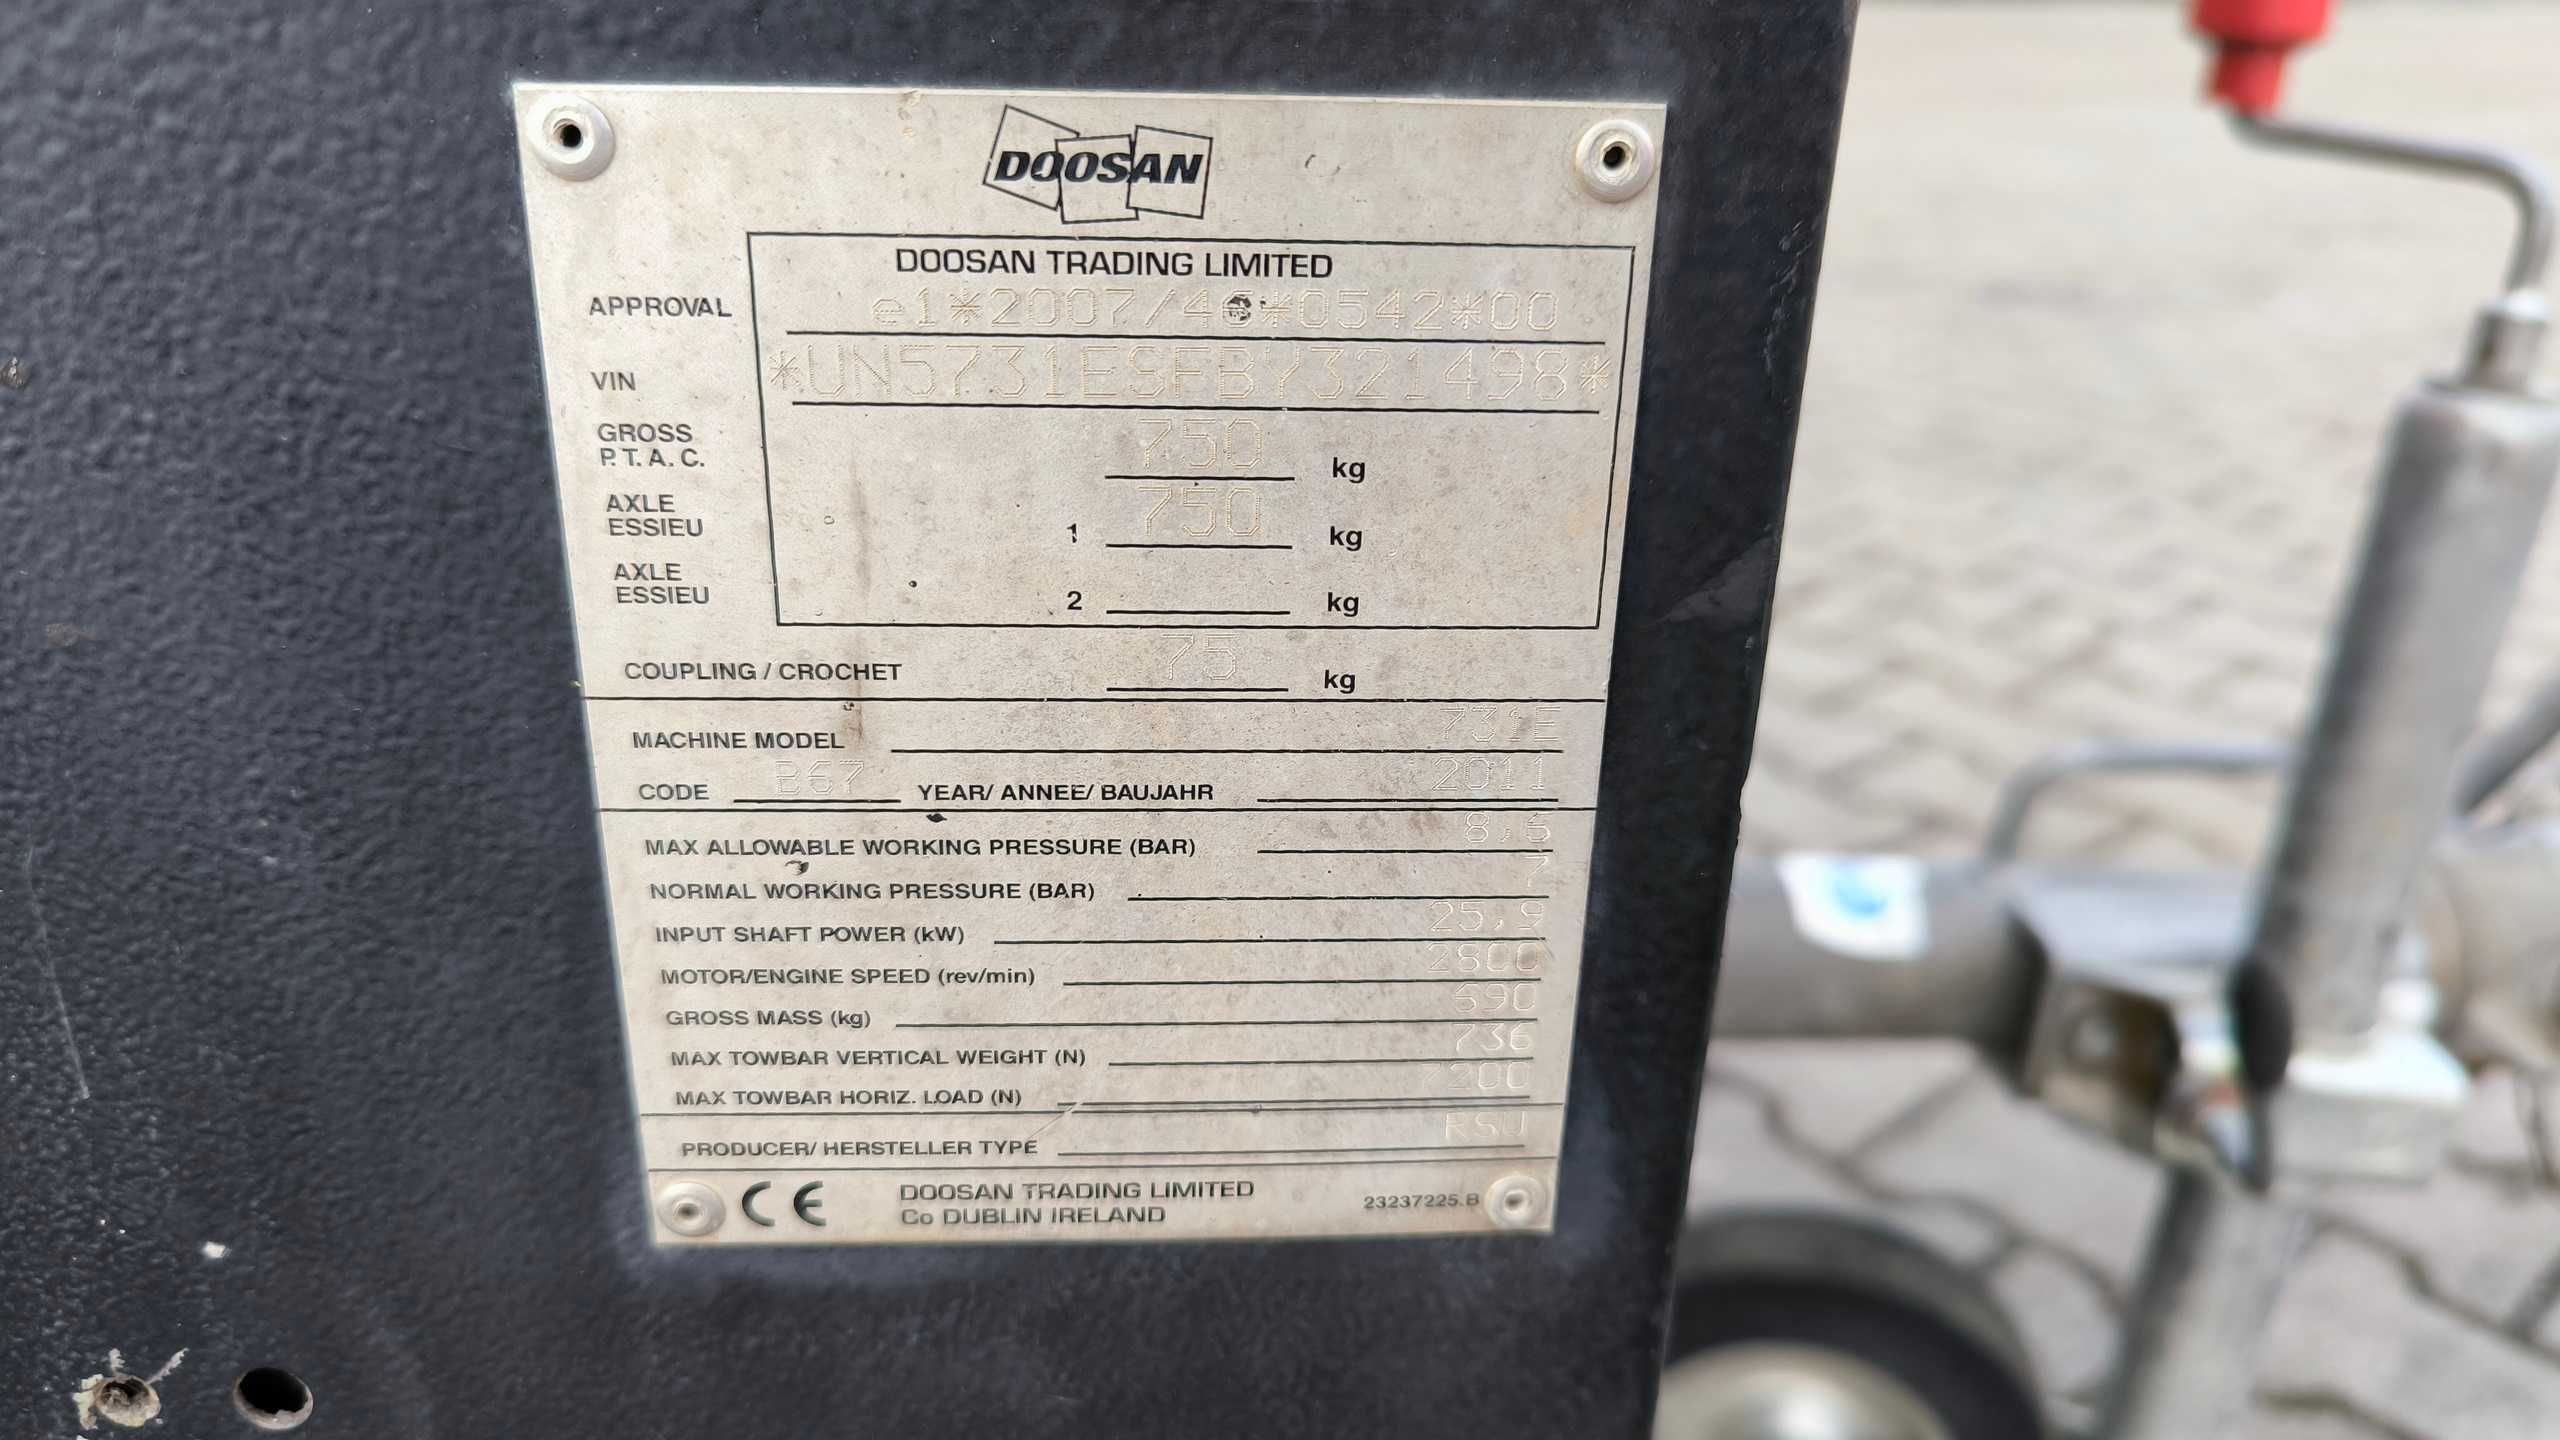 DOOSAN
DOOSAN TRADING LIMITED
APPROVAL e1*2007/46*0542*00
VIN *UN5731ESFBY321498*
GROSS
P.T.A.C. 750 kg
AXLE
ESSIEU 1 750 kg
AXLE
ESSIEU 2 kg
COUPLING / CROCHET 75 kg
MACHINE MODEL 731E
CODE B67 YEAR/ ANNEE/ BAUJAHR 2011
MAX ALLOWABLE WORKING PRESSURE (BAR) 8,5
NORMAL WORKING PRESSURE (BAR) 7
INPUT SHAFT POWER (kW) 25,9
MOTOR/ENGINE SPEED (rev/min) 2800
GROSS MASS (kg) 690
MAX TOWBAR VERTICAL WEIGHT (N) 736
MAX TOWBAR HORIZ. LOAD (N) 7200
PRODUCER/ HERSTELLER TYPE RSU
CE DOOSAN TRADING LIMITED
Co DUBLIN IRELAND 23237225.B